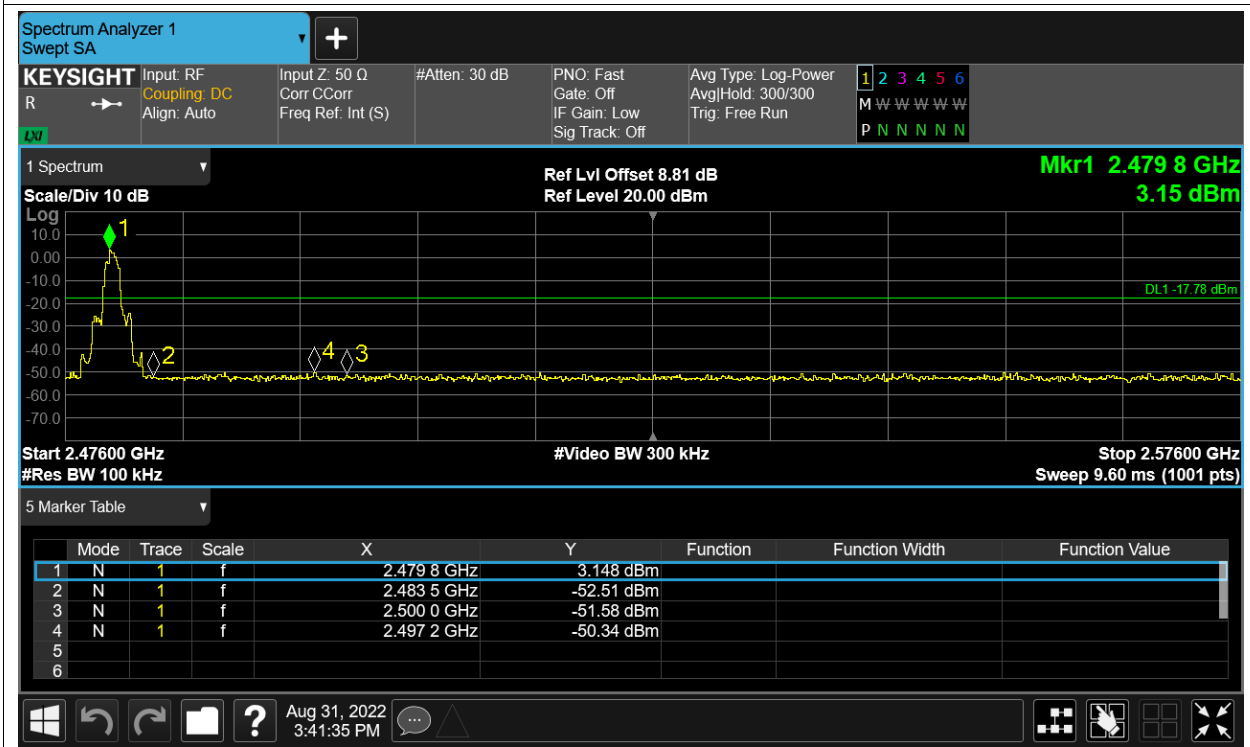 Spectrum Analyzer 1
Swept SA
KEYSIGHT Input: RF Input Z: 50 Ω #Atten: 30 dB PNO: Fast Avg Type: Log-Power 1 2 3 4 5 6
R Coupling: DC Corr CCorr Gate: Off Avg|Hold: 300/300 M W W W W W
Align: Auto Freq Ref: Int (S) IF Gain: Low Trig: Free Run
LXI Sig Track: Off P N N N N N
1 Spectrum Ref Lvl Offset 8.81 dB Mkr1 2.479 8 GHz
Scale/Div 10 dB Ref Level 20.00 dBm 3.15 dBm
Log
10.0 1
0.00
-10.0
DL1 -17.78 dBm
-20.0
-30.0
-40.0 2 4 3
-50.0
-60.0
-70.0
Start 2.47600 GHz #Video BW 300 kHz Stop 2.57600 GHz
#Res BW 100 kHz Sweep 9.60 ms (1001 pts)
5 Marker Table
Mode Trace Scale X Y Function Function Width Function Value
1 N 1 f 2.479 8 GHz 3.148 dBm
2 N 1 f 2.483 5 GHz -52.51 dBm
3 N 1 f 2.500 0 GHz -51.58 dBm
4 N 1 f 2.497 2 GHz -50.34 dBm
5
6
? Aug 31, 2022
3:41:35 PM